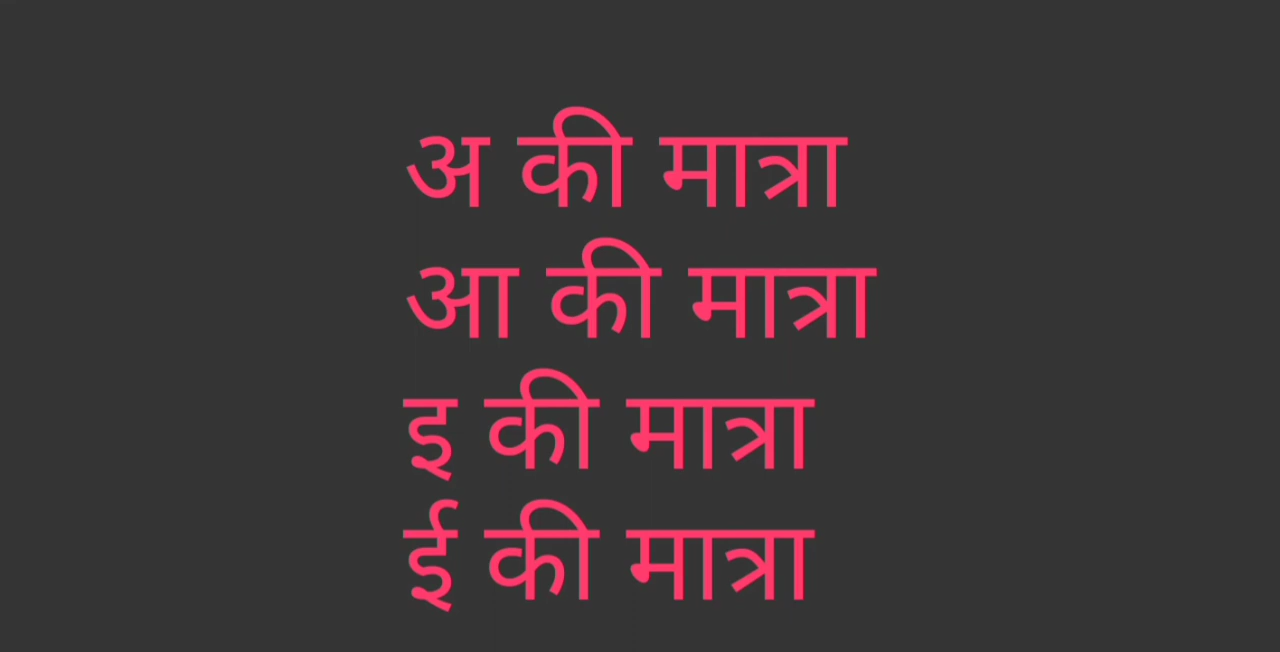 अ की मात्रा
आ की मात्रा
इ की मात्रा
ई की मात्रा